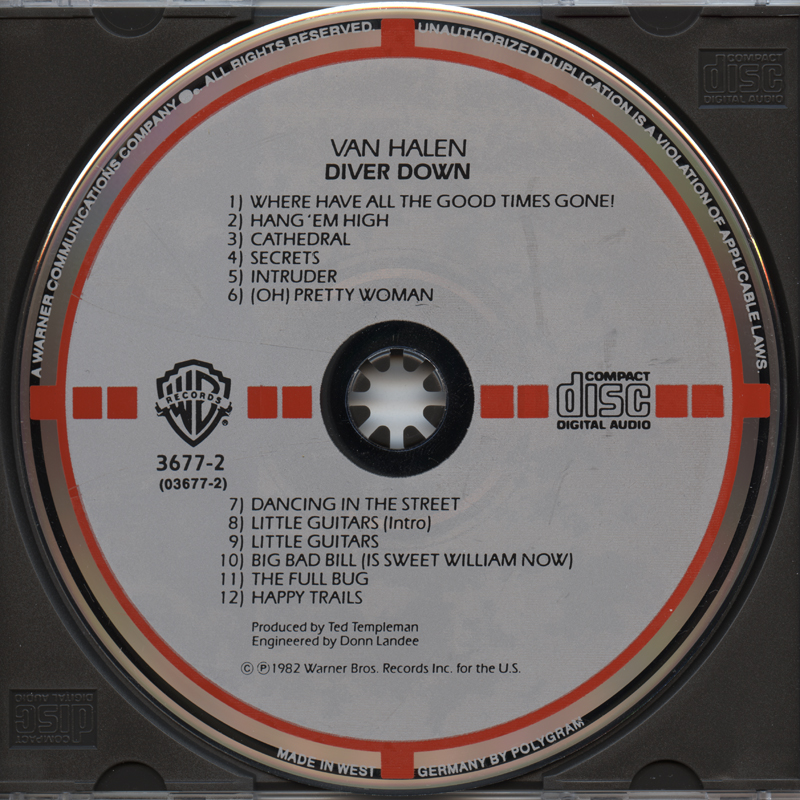 A WARNER COMMUNICATIONS COMPANY ●• ALL RIGHTS RESERVED
UNAUTHORIZED DUPLICATION IS A VIOLATION OF APPLICABLE LAWS.
COMPACT
disc
DIGITAL AUDIO
VAN HALEN
DIVER DOWN
1) WHERE HAVE ALL THE GOOD TIMES GONE!
2) HANG 'EM HIGH
3) CATHEDRAL
4) SECRETS
5) INTRUDER
6) (OH) PRETTY WOMAN
WB
RECORDS
®
3677-2
(03677-2)
COMPACT
disc
DIGITAL AUDIO
7) DANCING IN THE STREET
8) LITTLE GUITARS (Intro)
9) LITTLE GUITARS
10) BIG BAD BILL (IS SWEET WILLIAM NOW)
11) THE FULL BUG
12) HAPPY TRAILS
Produced by Ted Templeman
Engineered by Donn Landee
© ℗ 1982 Warner Bros. Records Inc. for the U.S.
COMPACT
disc
DIGITAL AUDIO
MADE IN WEST GERMANY BY POLYGRAM